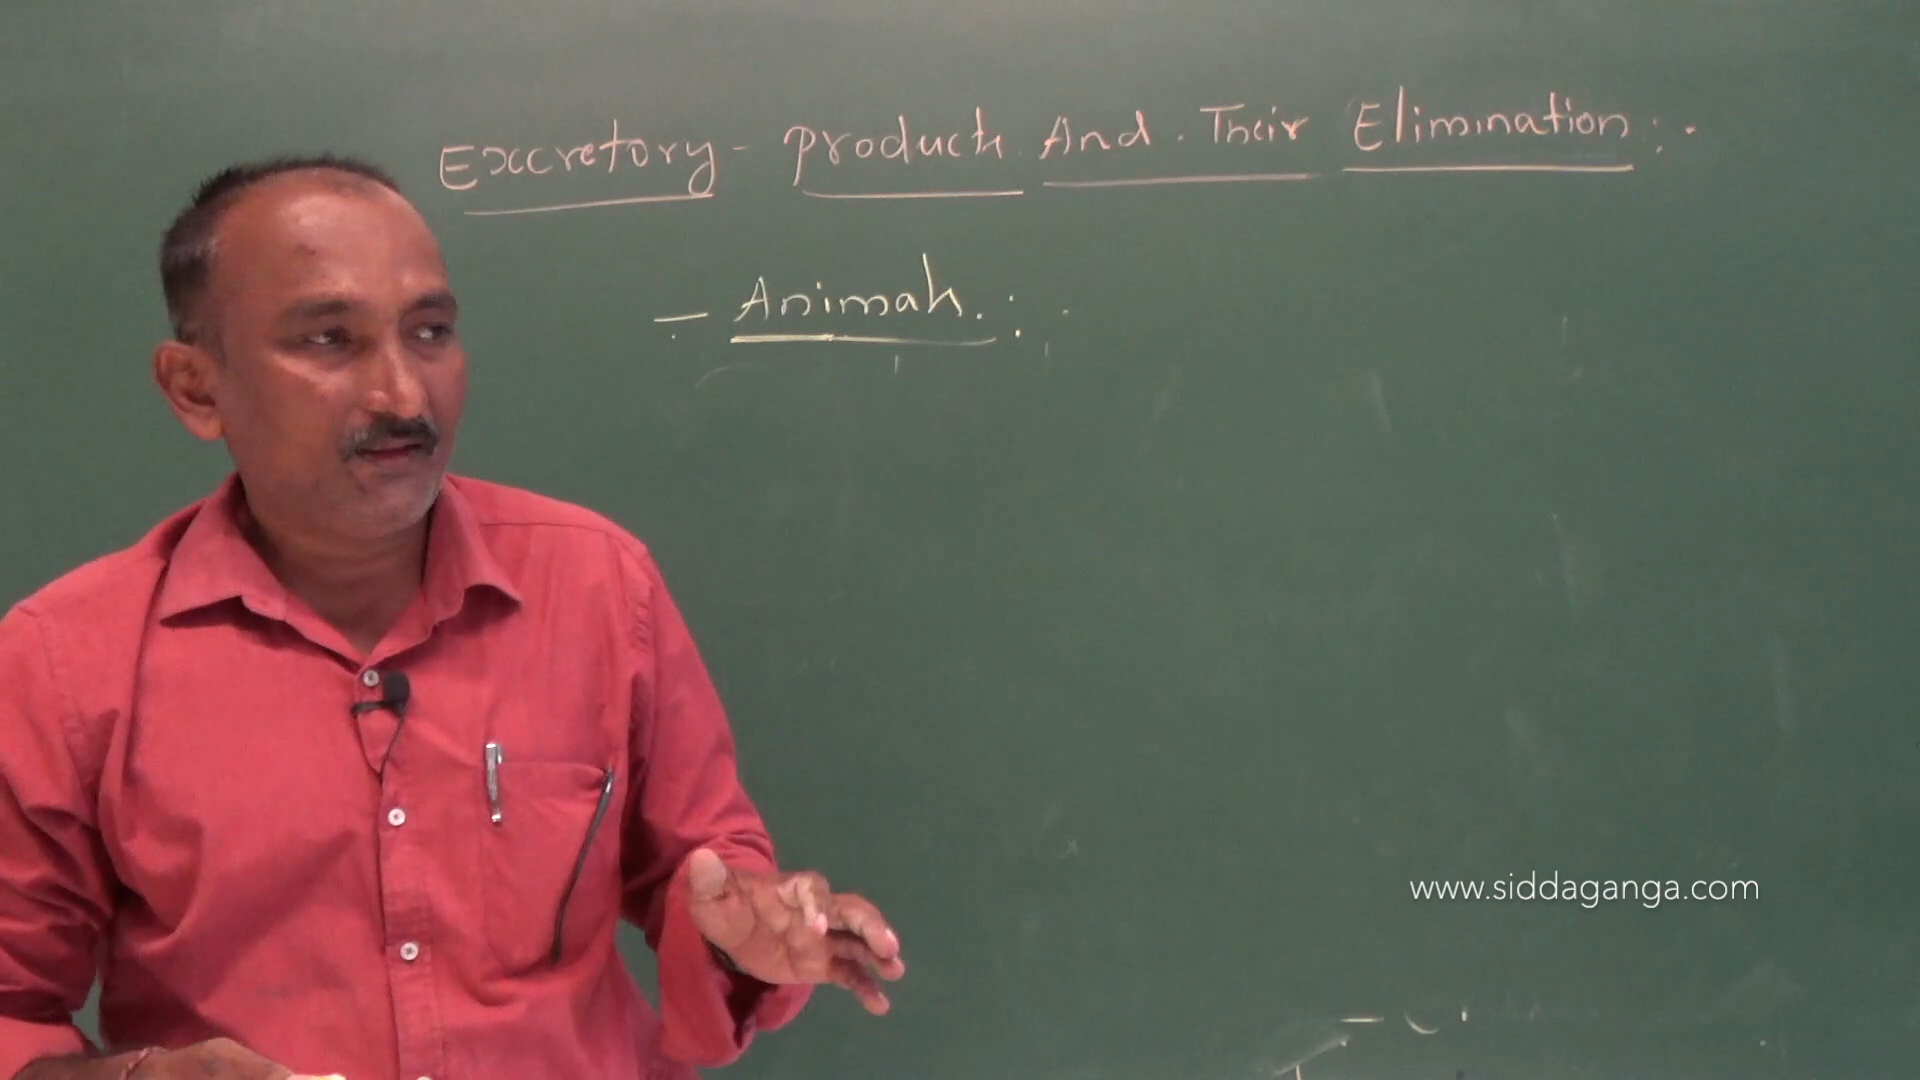 Excretory - products And. Their Elimination :.
- Animals. :
www.siddaganga.com